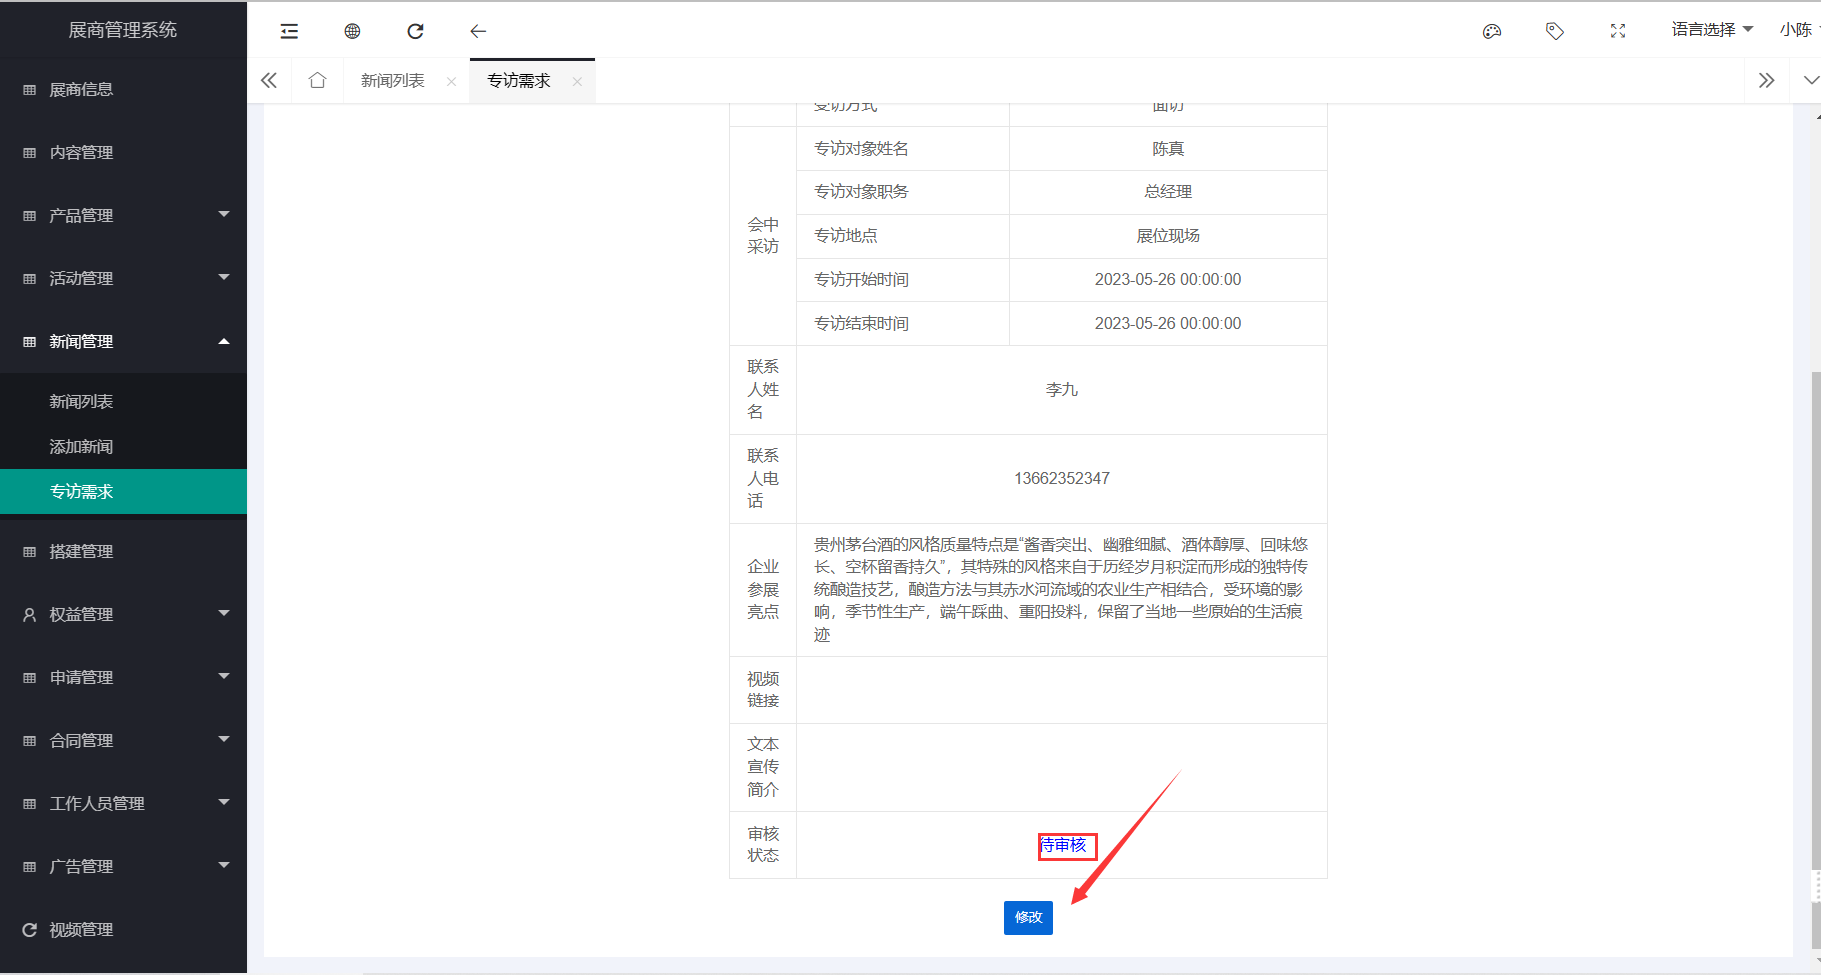 展商管理系统
语言选择
小陈
新闻列表
专访需求
展商信息
内容管理
产品管理
活动管理
新闻管理
新闻列表
添加新闻
专访需求
搭建管理
权益管理
申请管理
合同管理
工作人员管理
广告管理
视频管理
受访方式
面访
会中
采访
专访对象姓名
陈真
专访对象职务
总经理
专访地点
展位现场
专访开始时间
2023-05-26 00:00:00
专访结束时间
2023-05-26 00:00:00
联系
人姓
名
李九
联系
人电
话
13662352347
企业
参展
亮点
贵州茅台酒的风格质量特点是“酱香突出、幽雅细腻、酒体醇厚、回味悠
长、空杯留香持久”，其特殊的风格来自于历经岁月积淀而形成的独特传
统酿造技艺，酿造方法与其赤水河流域的农业生产相结合，受环境的影
响，季节性生产，端午踩曲、重阳投料，保留了当地一些原始的生活痕
迹
视频
链接
文本
宣传
简介
审核
状态
待审核
修改